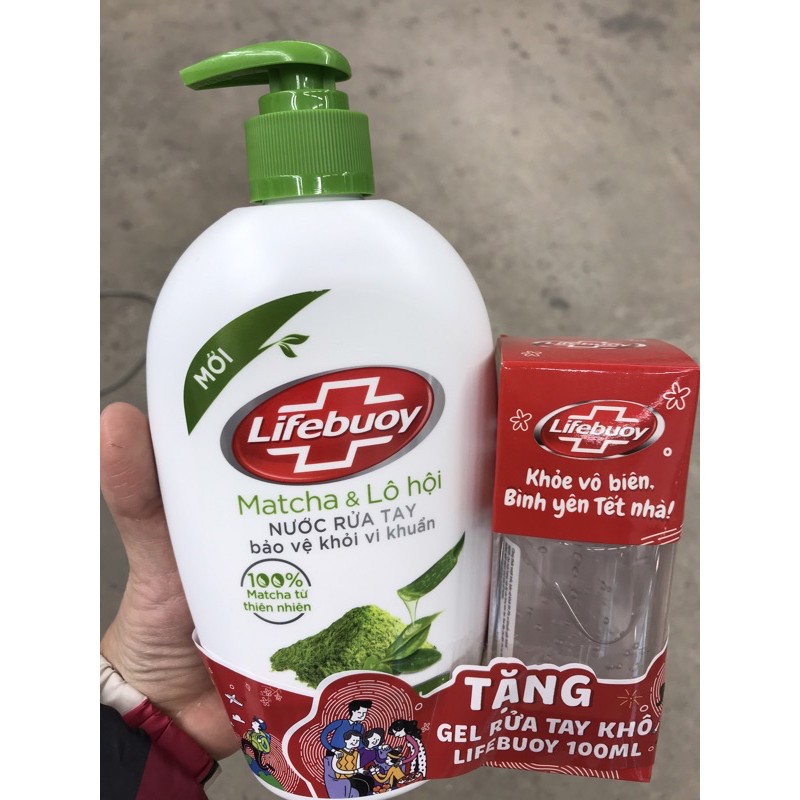 MỚI
Lifebuoy
Matcha & Lô hội
NƯỚC RỬA TAY
bảo vệ khỏi vi khuẩn
100%
Matcha từ
thiên nhiên
Lifebuoy
Khỏe vô biên,
Bình yên Tết nhà!
TẶNG
GEL RỬA TAY KHÔ
LIFEBUOY 100ML